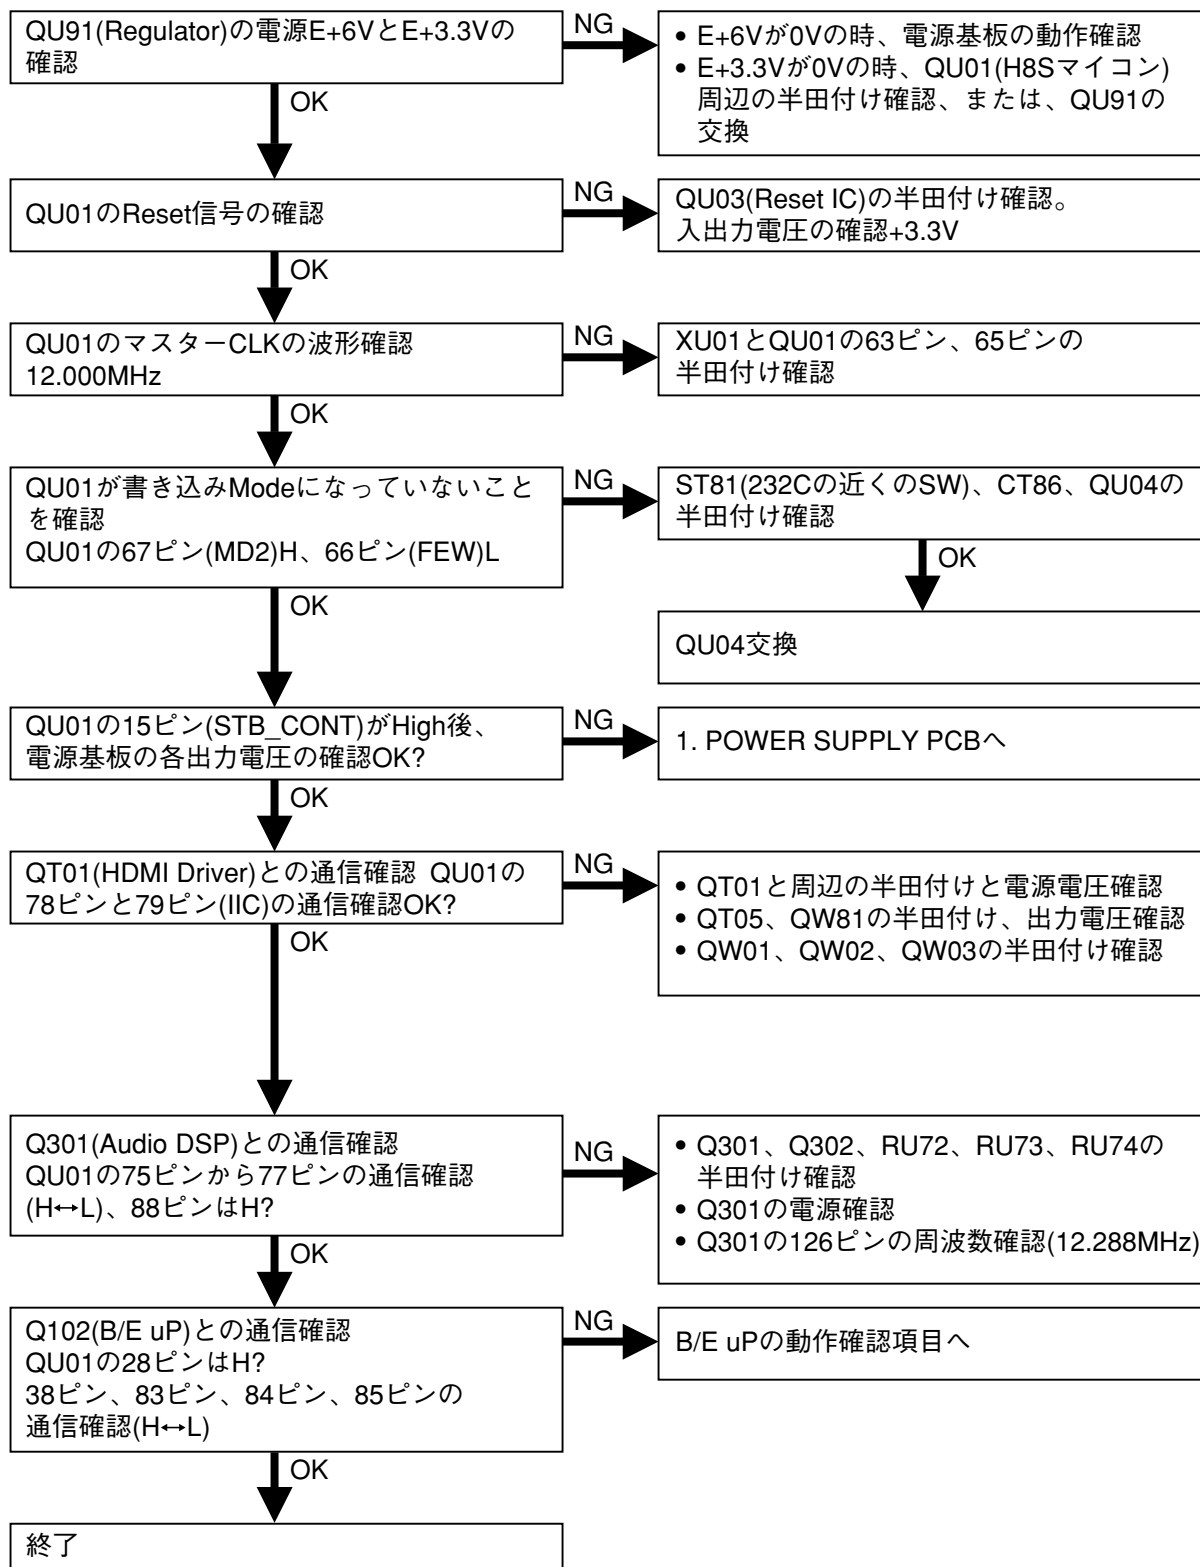 QU91(Regulator)の電源E+6VとE+3.3Vの
確認
NG
• E+6Vが0Vの時、電源基板の動作確認
• E+3.3Vが0Vの時、QU01(H8Sマイコン)
周辺の半田付け確認、または、QU91の
交換
OK
QU01のReset信号の確認
NG
QU03(Reset IC)の半田付け確認。
入出力電圧の確認+3.3V
OK
QU01のマスターCLKの波形確認
12.000MHz
NG
XU01とQU01の63ピン、65ピンの
半田付け確認
OK
QU01が書き込みModeになっていないこと
を確認
QU01の67ピン(MD2)H、66ピン(FEW)L
NG
ST81(232Cの近くのSW)、CT86、QU04の
半田付け確認
OK
QU04交換
OK
QU01の15ピン(STB_CONT)がHigh後、
電源基板の各出力電圧の確認OK?
NG
1. POWER SUPPLY PCBへ
OK
QT01(HDMI Driver)との通信確認 QU01の
78ピンと79ピン(IIC)の通信確認OK?
NG
• QT01と周辺の半田付けと電源電圧確認
• QT05、QW81の半田付け、出力電圧確認
• QW01、QW02、QW03の半田付け確認
OK
Q301(Audio DSP)との通信確認
QU01の75ピンから77ピンの通信確認
(H↔L)、88ピンはH?
NG
• Q301、Q302、RU72、RU73、RU74の
半田付け確認
• Q301の電源確認
• Q301の126ピンの周波数確認(12.288MHz)
OK
Q102(B/E uP)との通信確認
QU01の28ピンはH?
38ピン、83ピン、84ピン、85ピンの
通信確認(H↔L)
NG
B/E uPの動作確認項目へ
OK
終了